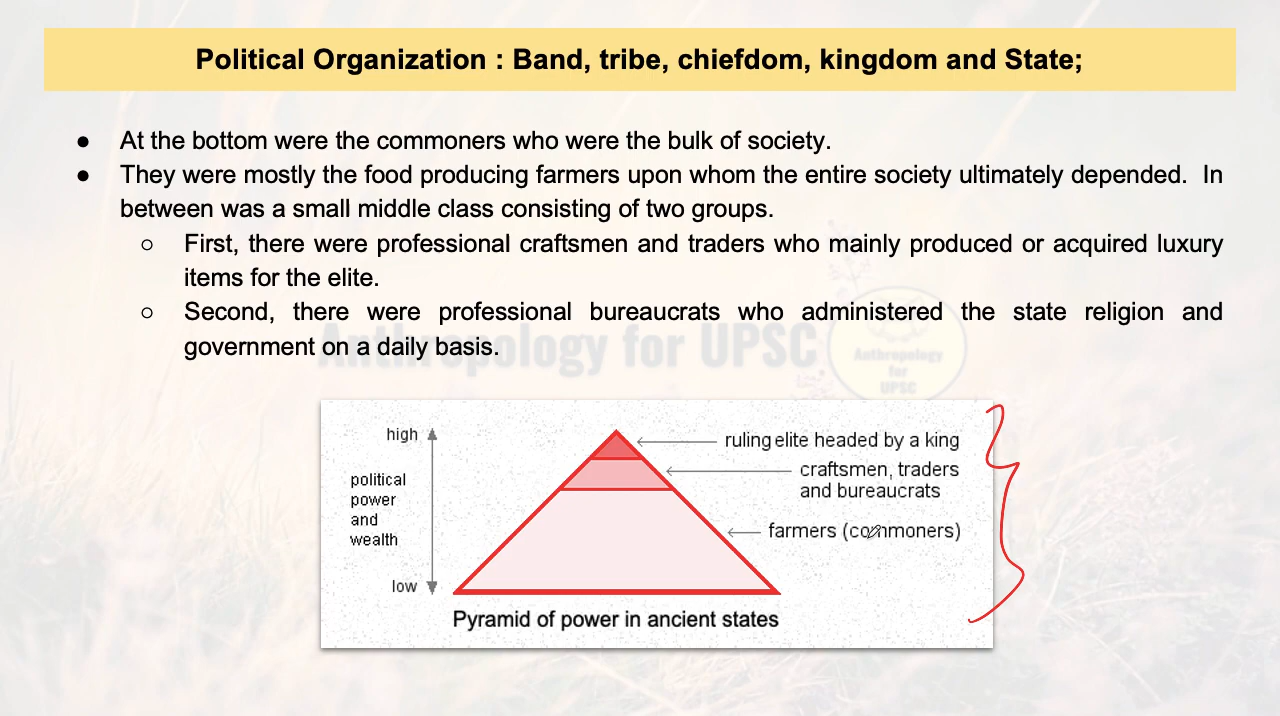 Political Organization : Band, tribe, chiefdom, kingdom and State;
● At the bottom were the commoners who were the bulk of society.
● They were mostly the food producing farmers upon whom the entire society ultimately depended. In
between was a small middle class consisting of two groups.
○ First, there were professional craftsmen and traders who mainly produced or acquired luxury
items for the elite.
○ Second, there were professional bureaucrats who administered the state religion and
government on a daily basis.
Anthropology for UPSC
Anthropology
for
UPSC
high
political
power
and
wealth
low
ruling elite headed by a king
craftsmen, traders
and bureaucrats
farmers (commoners)
Pyramid of power in ancient states